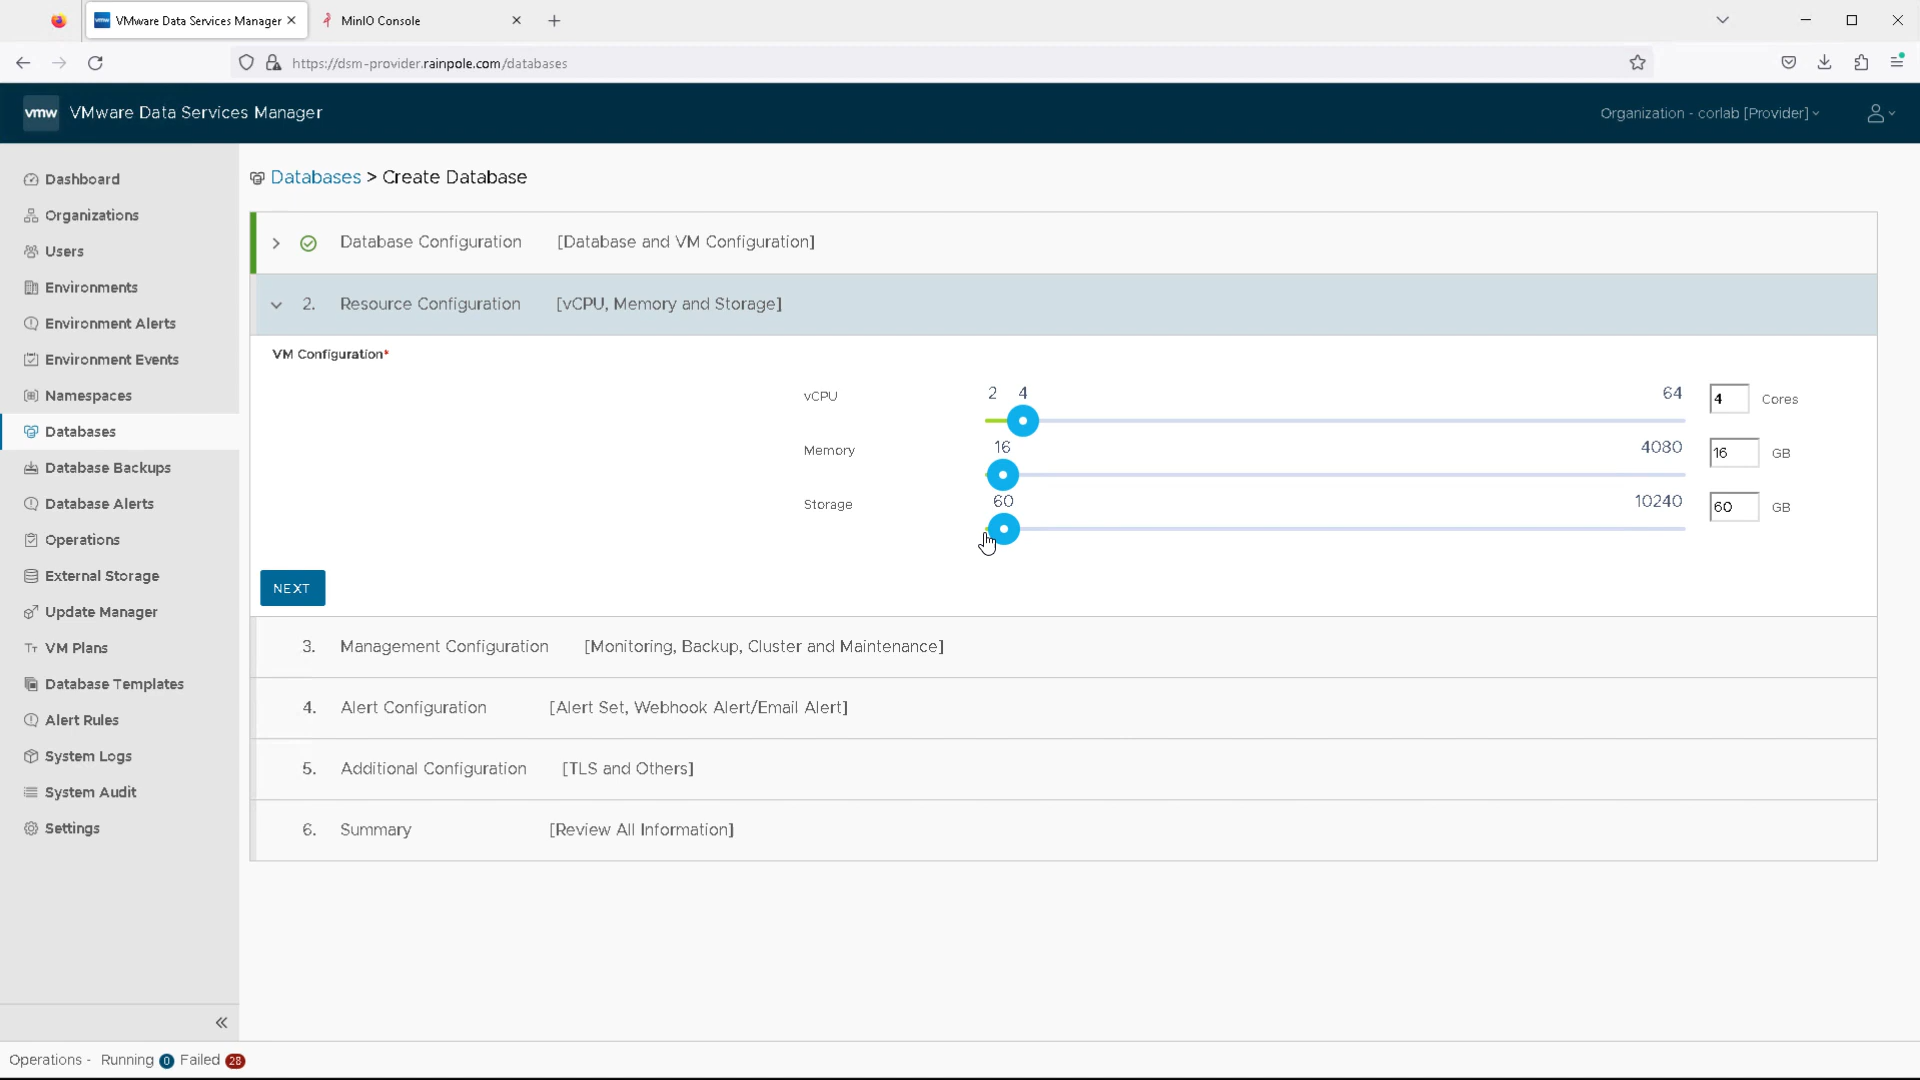 VMware Data Services Manager
MinIO Console
https://dsm-provider.rainpole.com/databases
vmw VMware Data Services Manager
Organization - corlab [Provider]
Dashboard
Organizations
Users
Environments
Environment Alerts
Environment Events
Namespaces
Databases
Database Backups
Database Alerts
Operations
External Storage
Update Manager
VM Plans
Database Templates
Alert Rules
System Logs
System Audit
Settings
Databases > Create Database
Database Configuration [Database and VM Configuration]
2. Resource Configuration [vCPU, Memory and Storage]
VM Configuration*
vCPU 2 4 64 4 Cores
Memory 16 4080 16 GB
Storage 60 10240 60 GB
NEXT
3. Management Configuration [Monitoring, Backup, Cluster and Maintenance]
4. Alert Configuration [Alert Set, Webhook Alert/Email Alert]
5. Additional Configuration [TLS and Others]
6. Summary [Review All Information]
Operations - Running 0 Failed 28